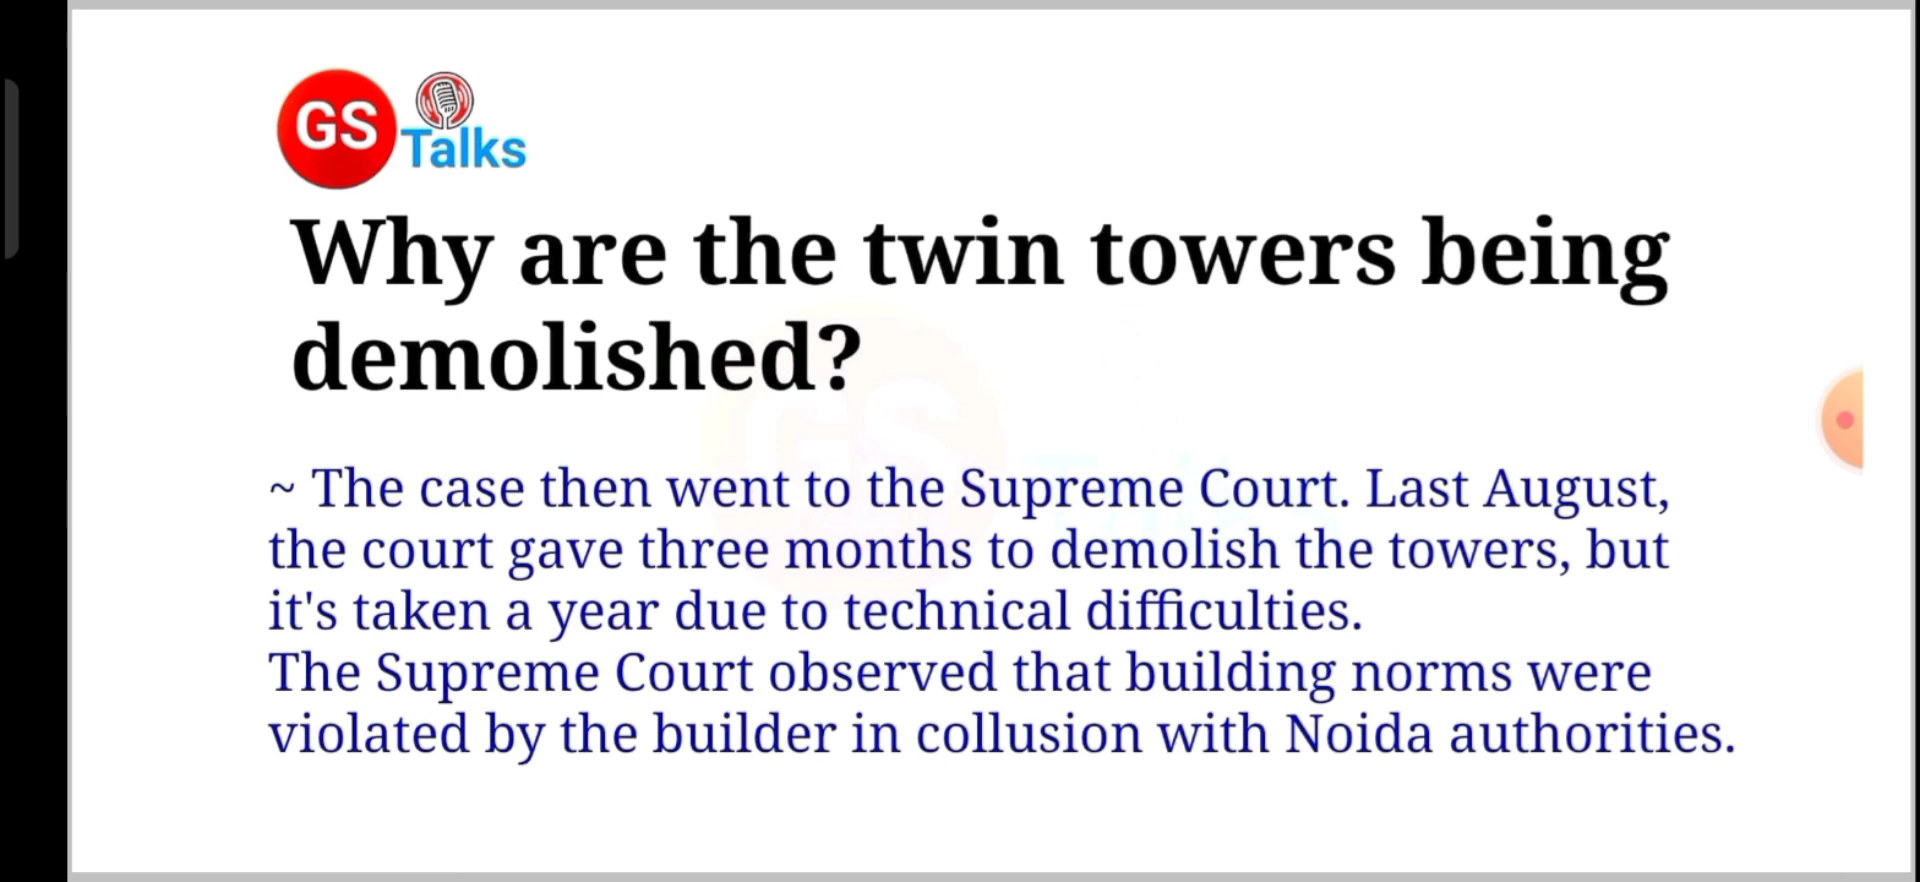 GS
Talks
Why are the twin towers being
demolished?
~ The case then went to the Supreme Court. Last August,
the court gave three months to demolish the towers, but
it's taken a year due to technical difficulties.
The Supreme Court observed that building norms were
violated by the builder in collusion with Noida authorities.